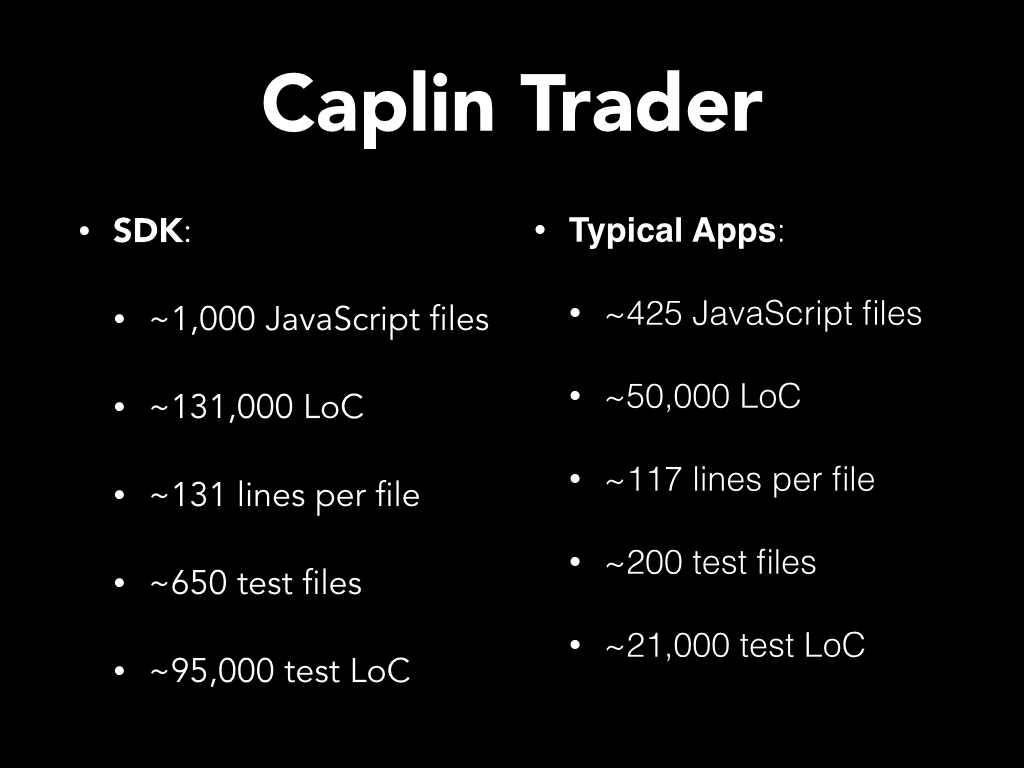 Caplin Trader
• SDK:
• ~1,000 JavaScript files
• ~131,000 LoC
• ~131 lines per file
• ~650 test files
• ~95,000 test LoC
• Typical Apps:
• ~425 JavaScript files
• ~50,000 LoC
• ~117 lines per file
• ~200 test files
• ~21,000 test LoC